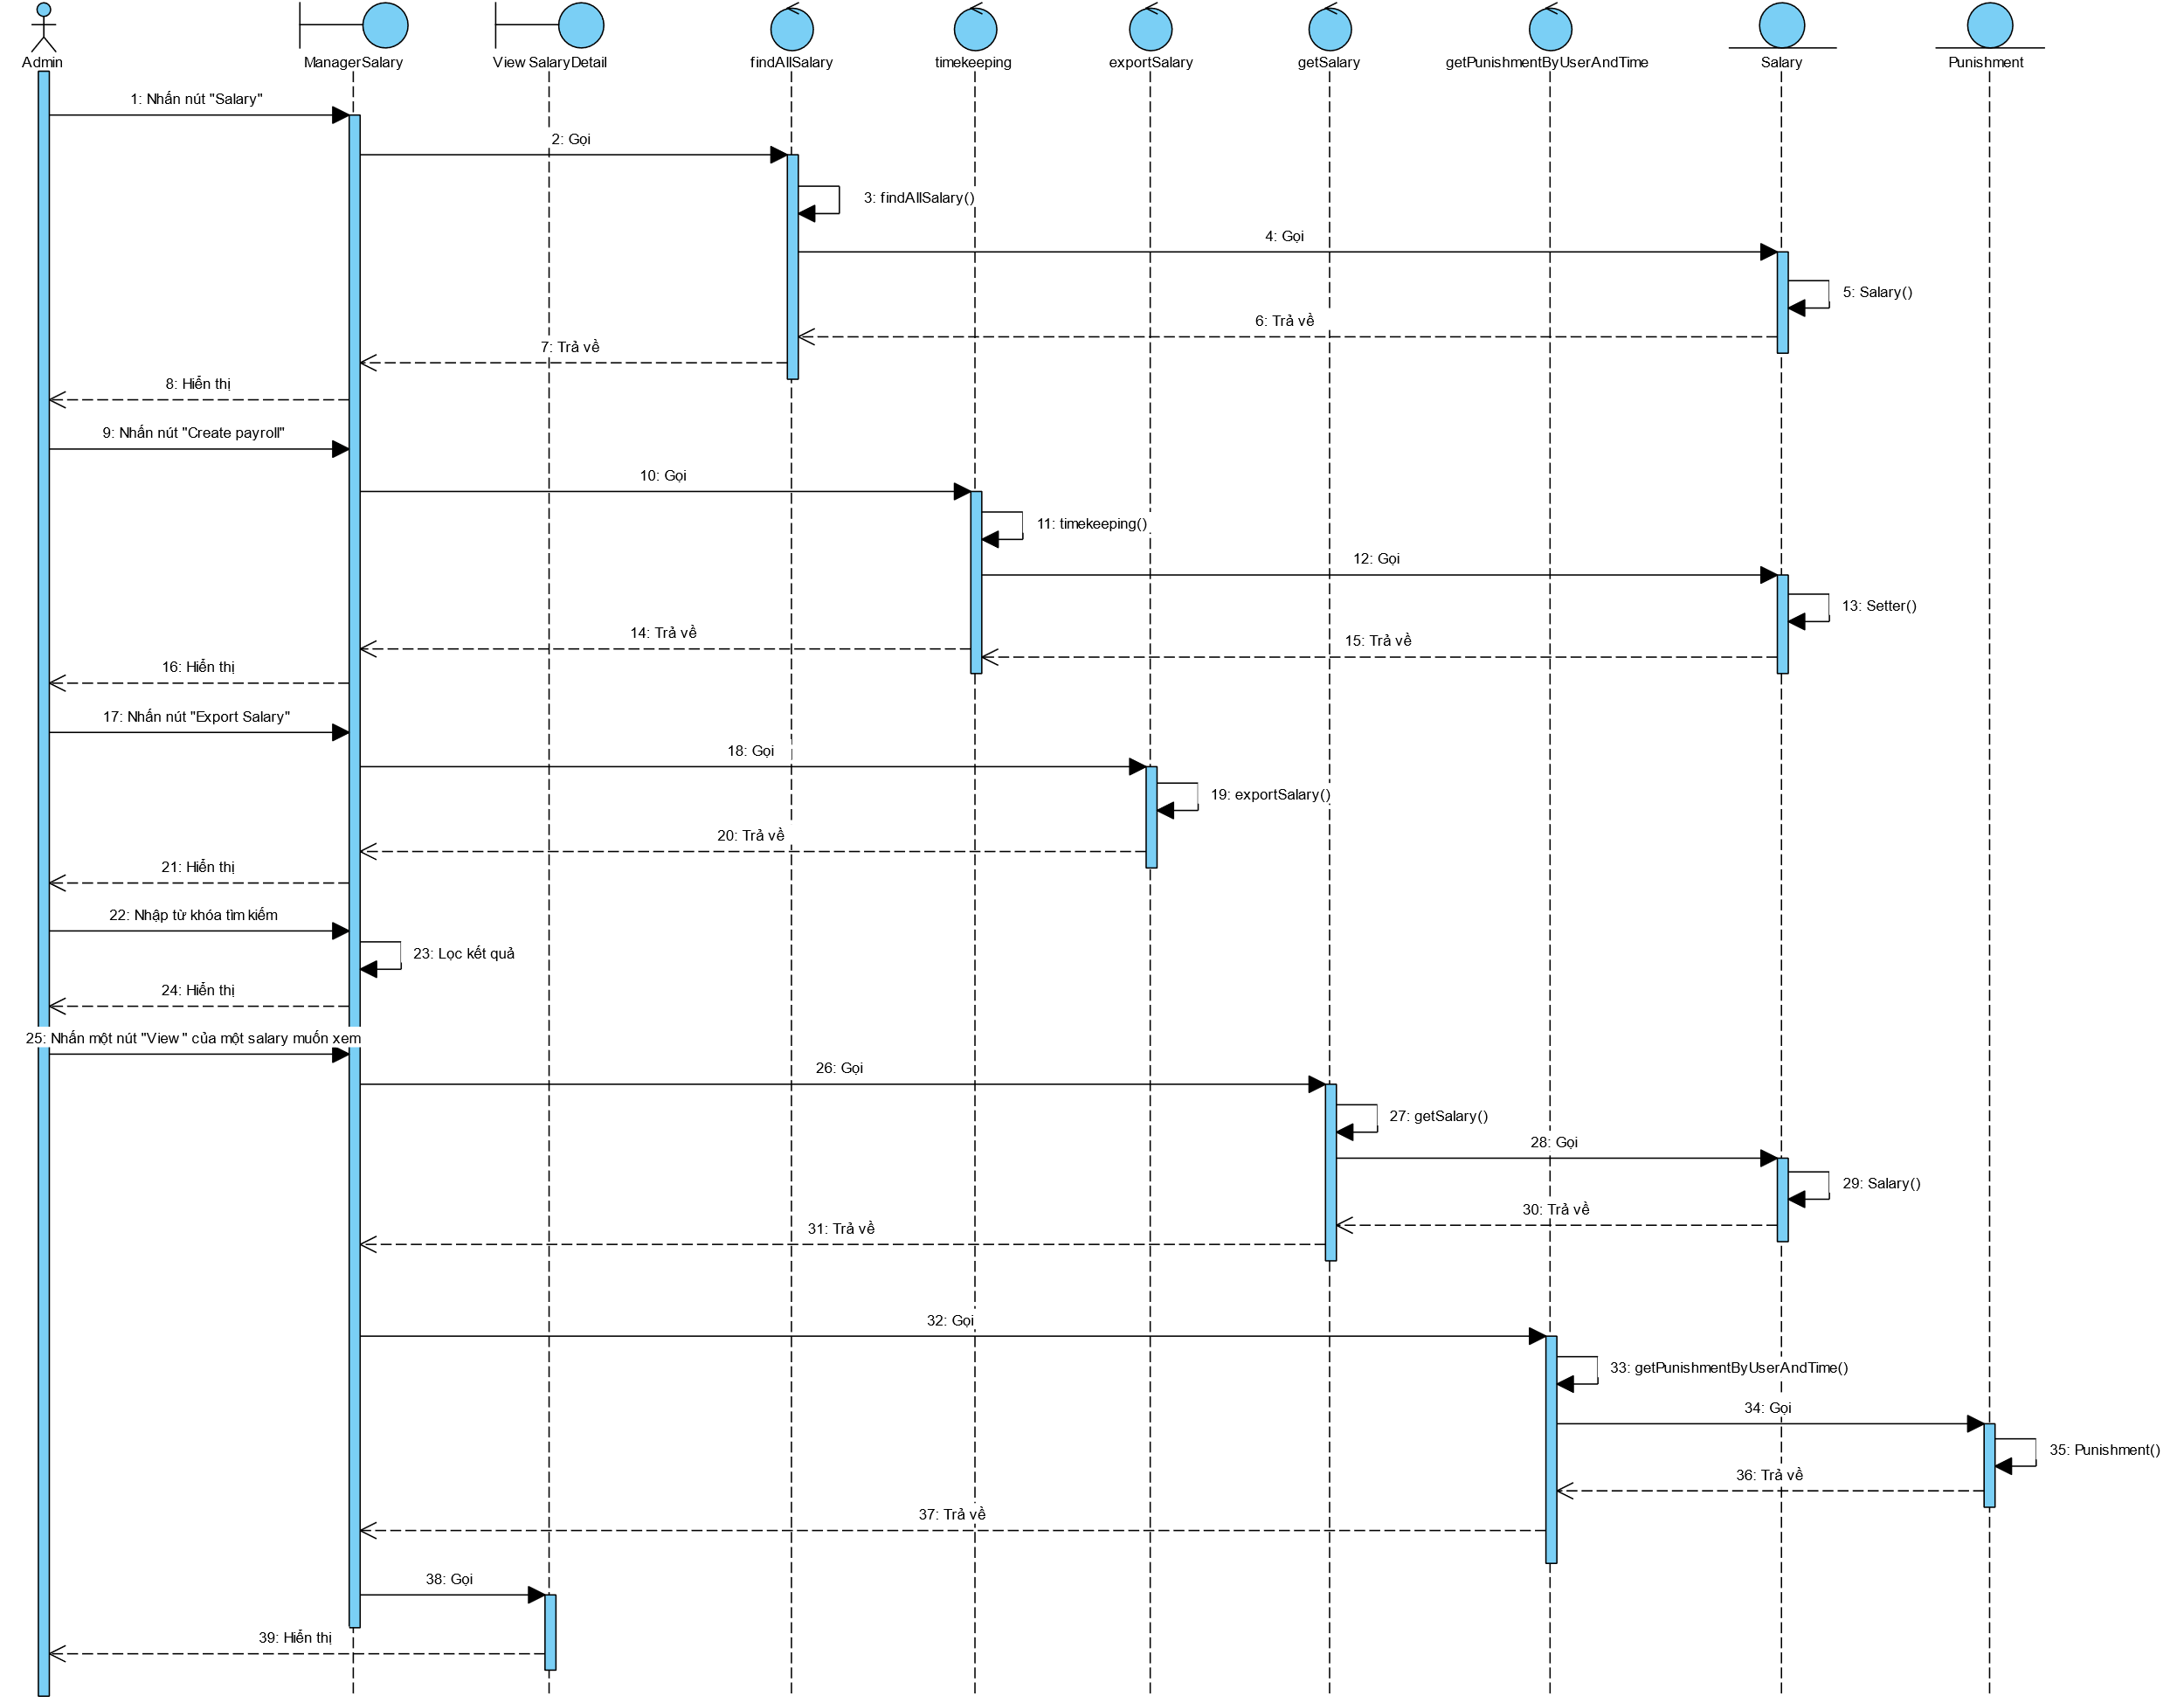 Admin
ManagerSalary
View SalaryDetail
findAllSalary
timekeeping
exportSalary
getSalary
getPunishmentByUserAndTime
Salary
Punishment
1: Nhấn nút "Salary"
2: Gọi
3: findAllSalary()
4: Gọi
5: Salary()
6: Trả về
7: Trả về
8: Hiển thị
9: Nhấn nút "Create payroll"
10: Gọi
11: timekeeping()
12: Gọi
13: Setter()
14: Trả về
15: Trả về
16: Hiển thị
17: Nhấn nút "Export Salary"
18: Gọi
19: exportSalary()
20: Trả về
21: Hiển thị
22: Nhập từ khóa tìm kiếm
23: Lọc kết quả
24: Hiển thị
25: Nhấn một nút "View" của một salary muốn xem
26: Gọi
27: getSalary()
28: Gọi
29: Salary()
30: Trả về
31: Trả về
32: Gọi
33: getPunishmentByUserAndTime()
34: Gọi
35: Punishment()
36: Trả về
37: Trả về
38: Gọi
39: Hiển thị